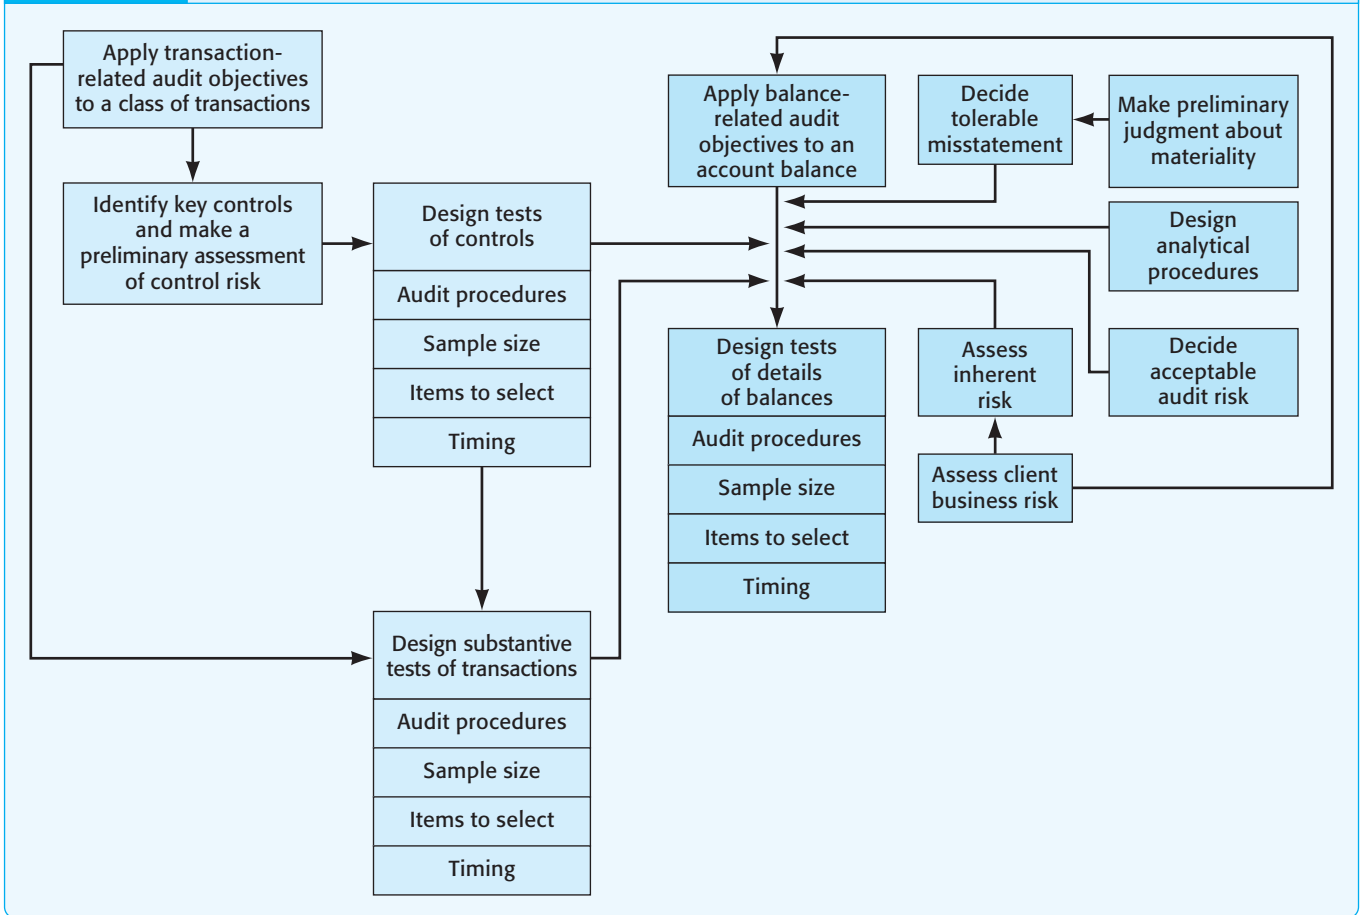 Apply transaction-
related audit objectives
to a class of transactions
Identify key controls
and make a
preliminary assessment
of control risk
Design tests
of controls
Audit procedures
Sample size
Items to select
Timing
Design substantive
tests of transactions
Audit procedures
Sample size
Items to select
Timing
Apply balance-
related audit
objectives to an
account balance
Decide
tolerable
misstatement
Make preliminary
judgment about
materiality
Design
analytical
procedures
Design tests
of details
of balances
Audit procedures
Sample size
Items to select
Timing
Assess
inherent
risk
Decide
acceptable
audit risk
Assess client
business risk